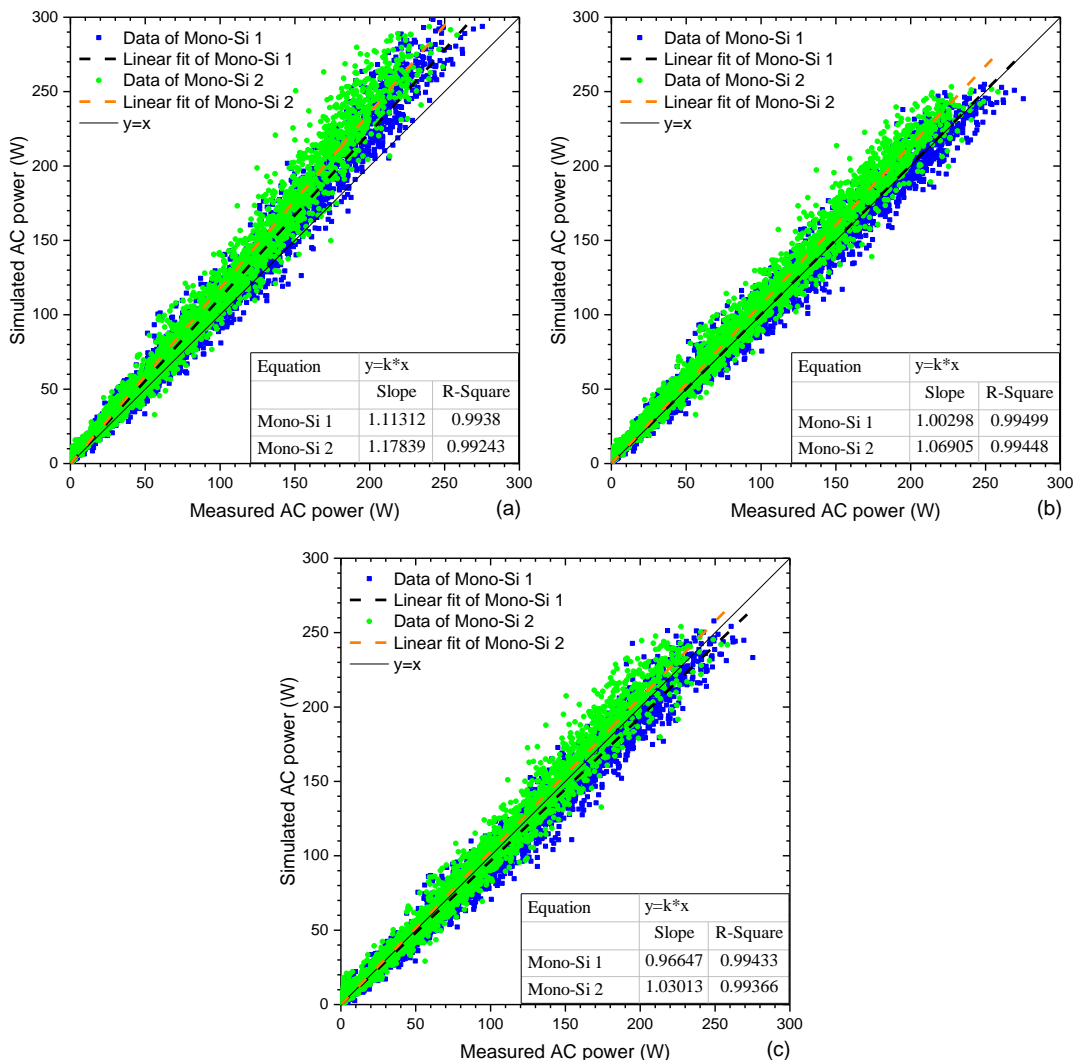 300
250
200
150
100
50
0
Simulated AC power (W)
Data of Mono-Si 1
Linear fit of Mono-Si 1
Data of Mono-Si 2
Linear fit of Mono-Si 2
y=x
Equation y=k*x
Slope R-Square
Mono-Si 1 1.11312 0.9938
Mono-Si 2 1.17839 0.99243
0 50 100 150 200 250 300
Measured AC power (W) (a)
300
250
200
150
100
50
0
Simulated AC power (W)
Data of Mono-Si 1
Linear fit of Mono-Si 1
Data of Mono-Si 2
Linear fit of Mono-Si 2
y=x
Equation y=k*x
Slope R-Square
Mono-Si 1 1.00298 0.99499
Mono-Si 2 1.06905 0.99448
0 50 100 150 200 250 300
Measured AC power (W) (b)
300
250
200
150
100
50
0
Simulated AC power (W)
Data of Mono-Si 1
Linear fit of Mono-Si 1
Data of Mono-Si 2
Linear fit of Mono-Si 2
y=x
Equation y=k*x
Slope R-Square
Mono-Si 1 0.96647 0.99433
Mono-Si 2 1.03013 0.99366
0 50 100 150 200 250 300
Measured AC power (W) (c)